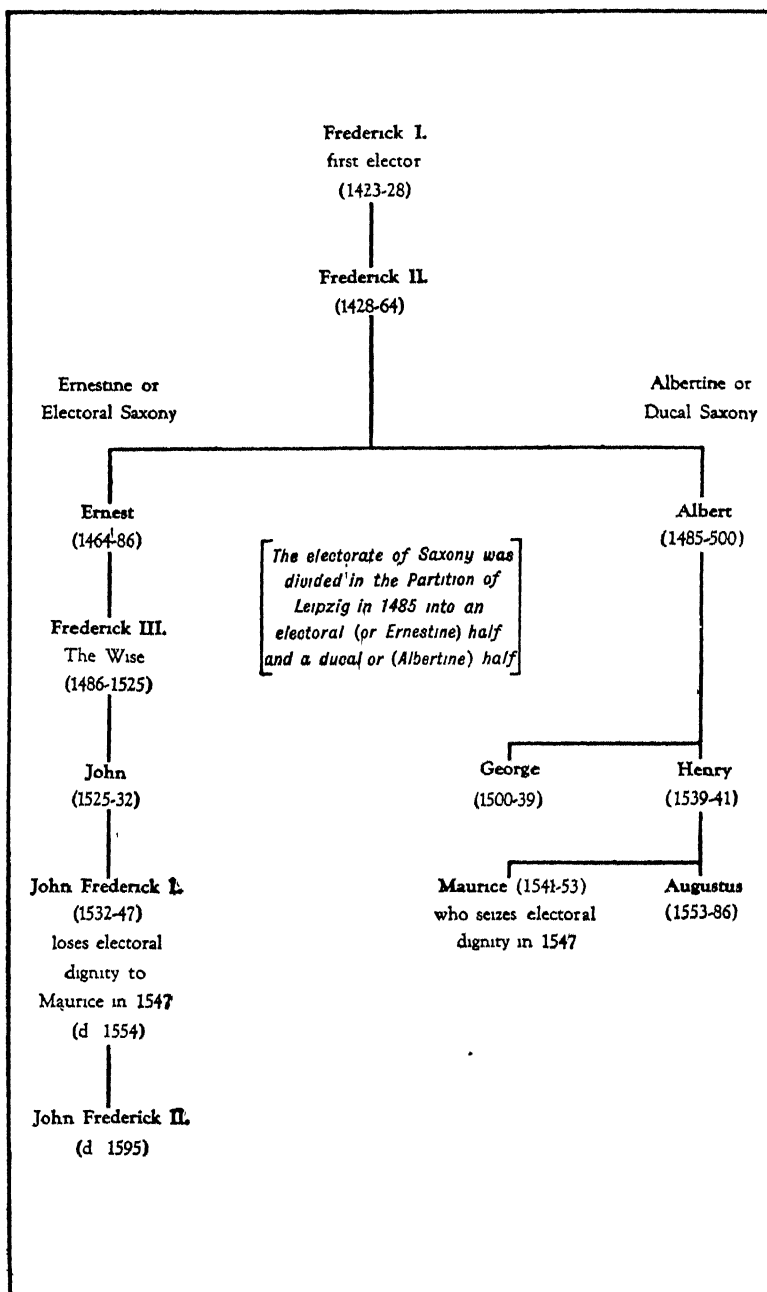 Frederick I.
first elector
(1423-28)
Frederick II.
(1428-64)
Ernestine or
Electoral Saxony
Albertine or
Ducal Saxony
Ernest
(1464-86)
Albert
(1485-500)
[The electorate of Saxony was
divided in the Partition of
Leipzig in 1485 into an
electoral (or Ernestine) half
and a ducal or (Albertine) half]
Frederick III.
The Wise
(1486-1525)
John
(1525-32)
George
(1500-39)
Henry
(1539-41)
John Frederick I.
(1532-47)
loses electoral
dignity to
Maurice in 1547
(d 1554)
Maurice (1541-53)
who seizes electoral
dignity in 1547
Augustus
(1553-86)
John Frederick II.
(d 1595)